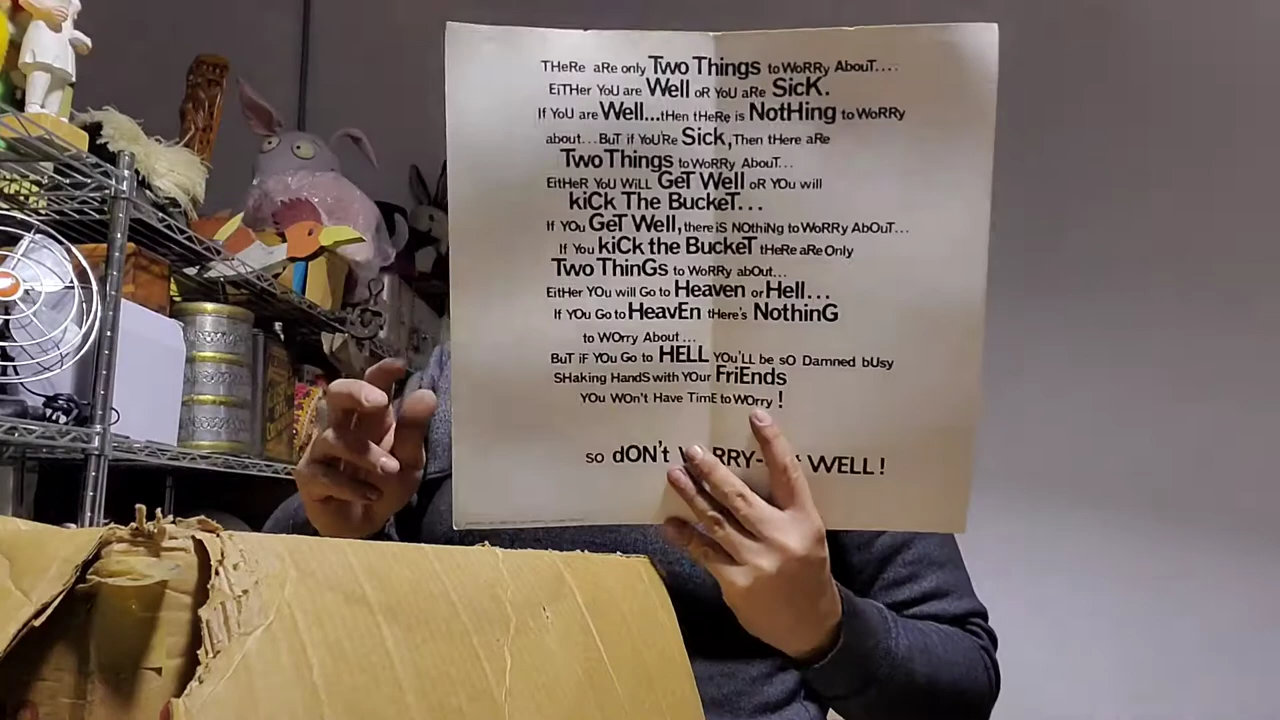 THeRe aRe only Two Things to WoRRy AbouT....
EiTHer YoU are Well oR YoU aRe SicK.
If YoU are Well...tHen tHeRe is NotHing to WoRRy
about...BuT if YoU'Re Sick, Then tHere aRe
Two Things to WoRRy AbouT...
EitHeR YoU WiLL GeT Well oR YOu will
kiCK The BuckeT...
If YOu GeT Well, there iS NOthiNg to WoRRy AbOuT...
If You kiCK the BuckeT tHeRe aRe Only
Two ThinGs to WoRRy abOut...
EitHer YOu will Go to Heaven or Hell...
If YOu Go to HeavEn tHere's NothinG
to WOrry About...
BuT iF YOu Go to HELL YOu'LL be sO Damned bUsy
SHaking HandS with YOur FriEnds
YOU WOn't Have TimE to WOrry!
so dON't WELL!